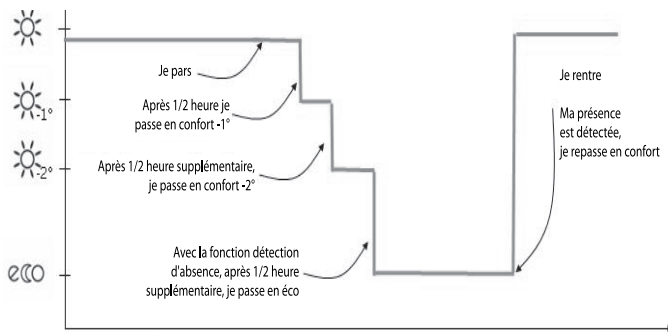 Je pars
Après 1/2 heure je
passe en confort -1°
-1°
Après 1/2 heure supplémentaire,
je passe en confort -2°
-2°
Avec la fonction détection
d'absence, après 1/2 heure
supplémentaire, je passe en éco
eco
Je rentre
Ma présence
est détectée,
je repasse en confort